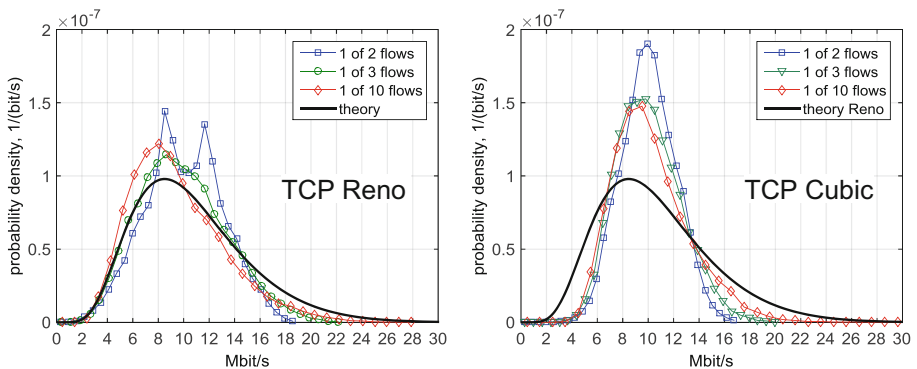 ×10⁻⁷
2
1.5
1
0.5
0
probability density, 1/(bit/s)
1 of 2 flows
1 of 3 flows
1 of 10 flows
theory
TCP Reno
0 2 4 6 8 10 12 14 16 18 20 22 24 26 28 30
Mbit/s
×10⁻⁷
2
1.5
1
0.5
0
probability density, 1/(bit/s)
1 of 2 flows
1 of 3 flows
1 of 10 flows
theory Reno
TCP Cubic
0 2 4 6 8 10 12 14 16 18 20 22 24 26 28 30
Mbit/s